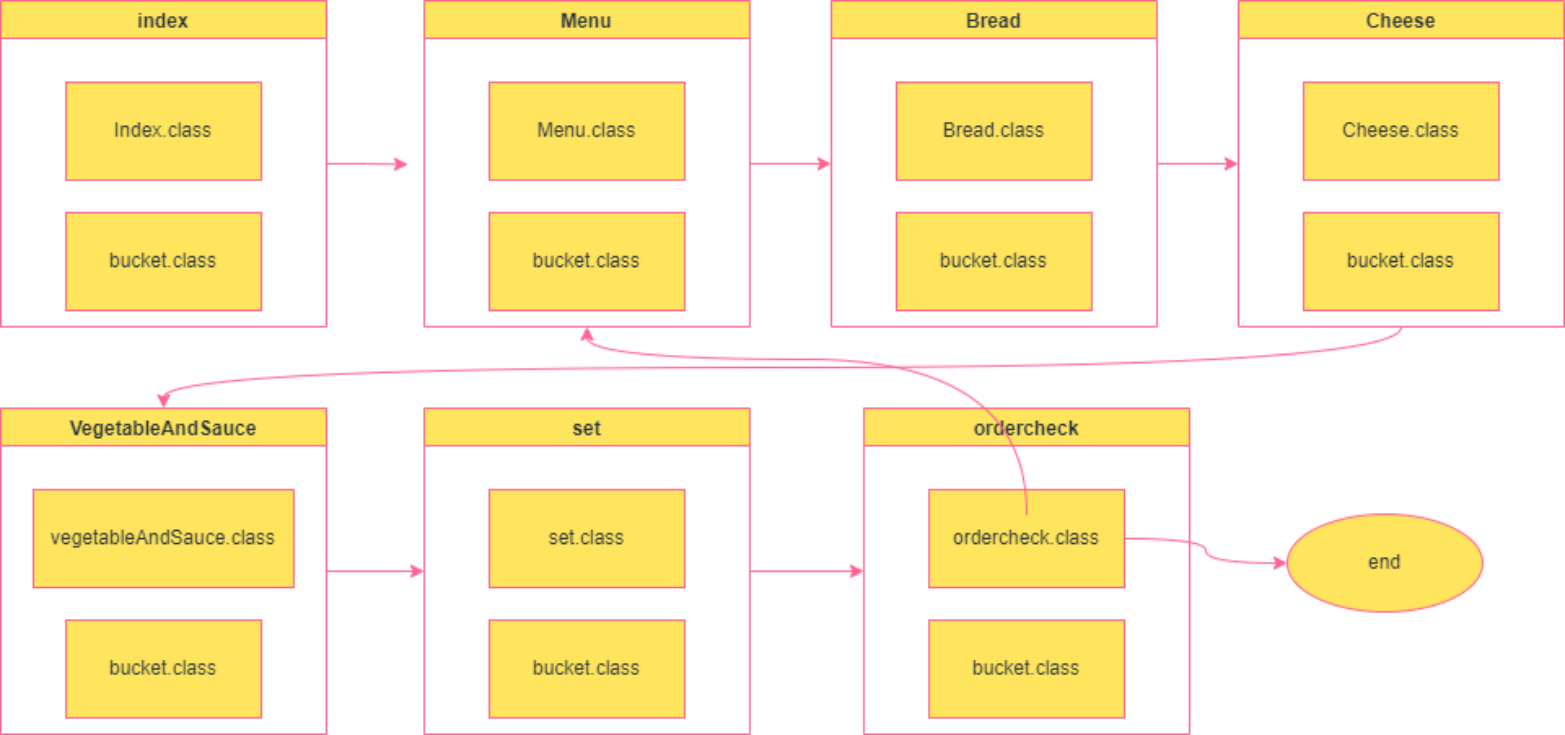 index
Menu
Bread
Cheese
Index.class
Menu.class
Bread.class
Cheese.class
bucket.class
bucket.class
bucket.class
bucket.class
VegetableAndSauce
set
ordercheck
vegetableAndSauce.class
set.class
ordercheck.class
end
bucket.class
bucket.class
bucket.class